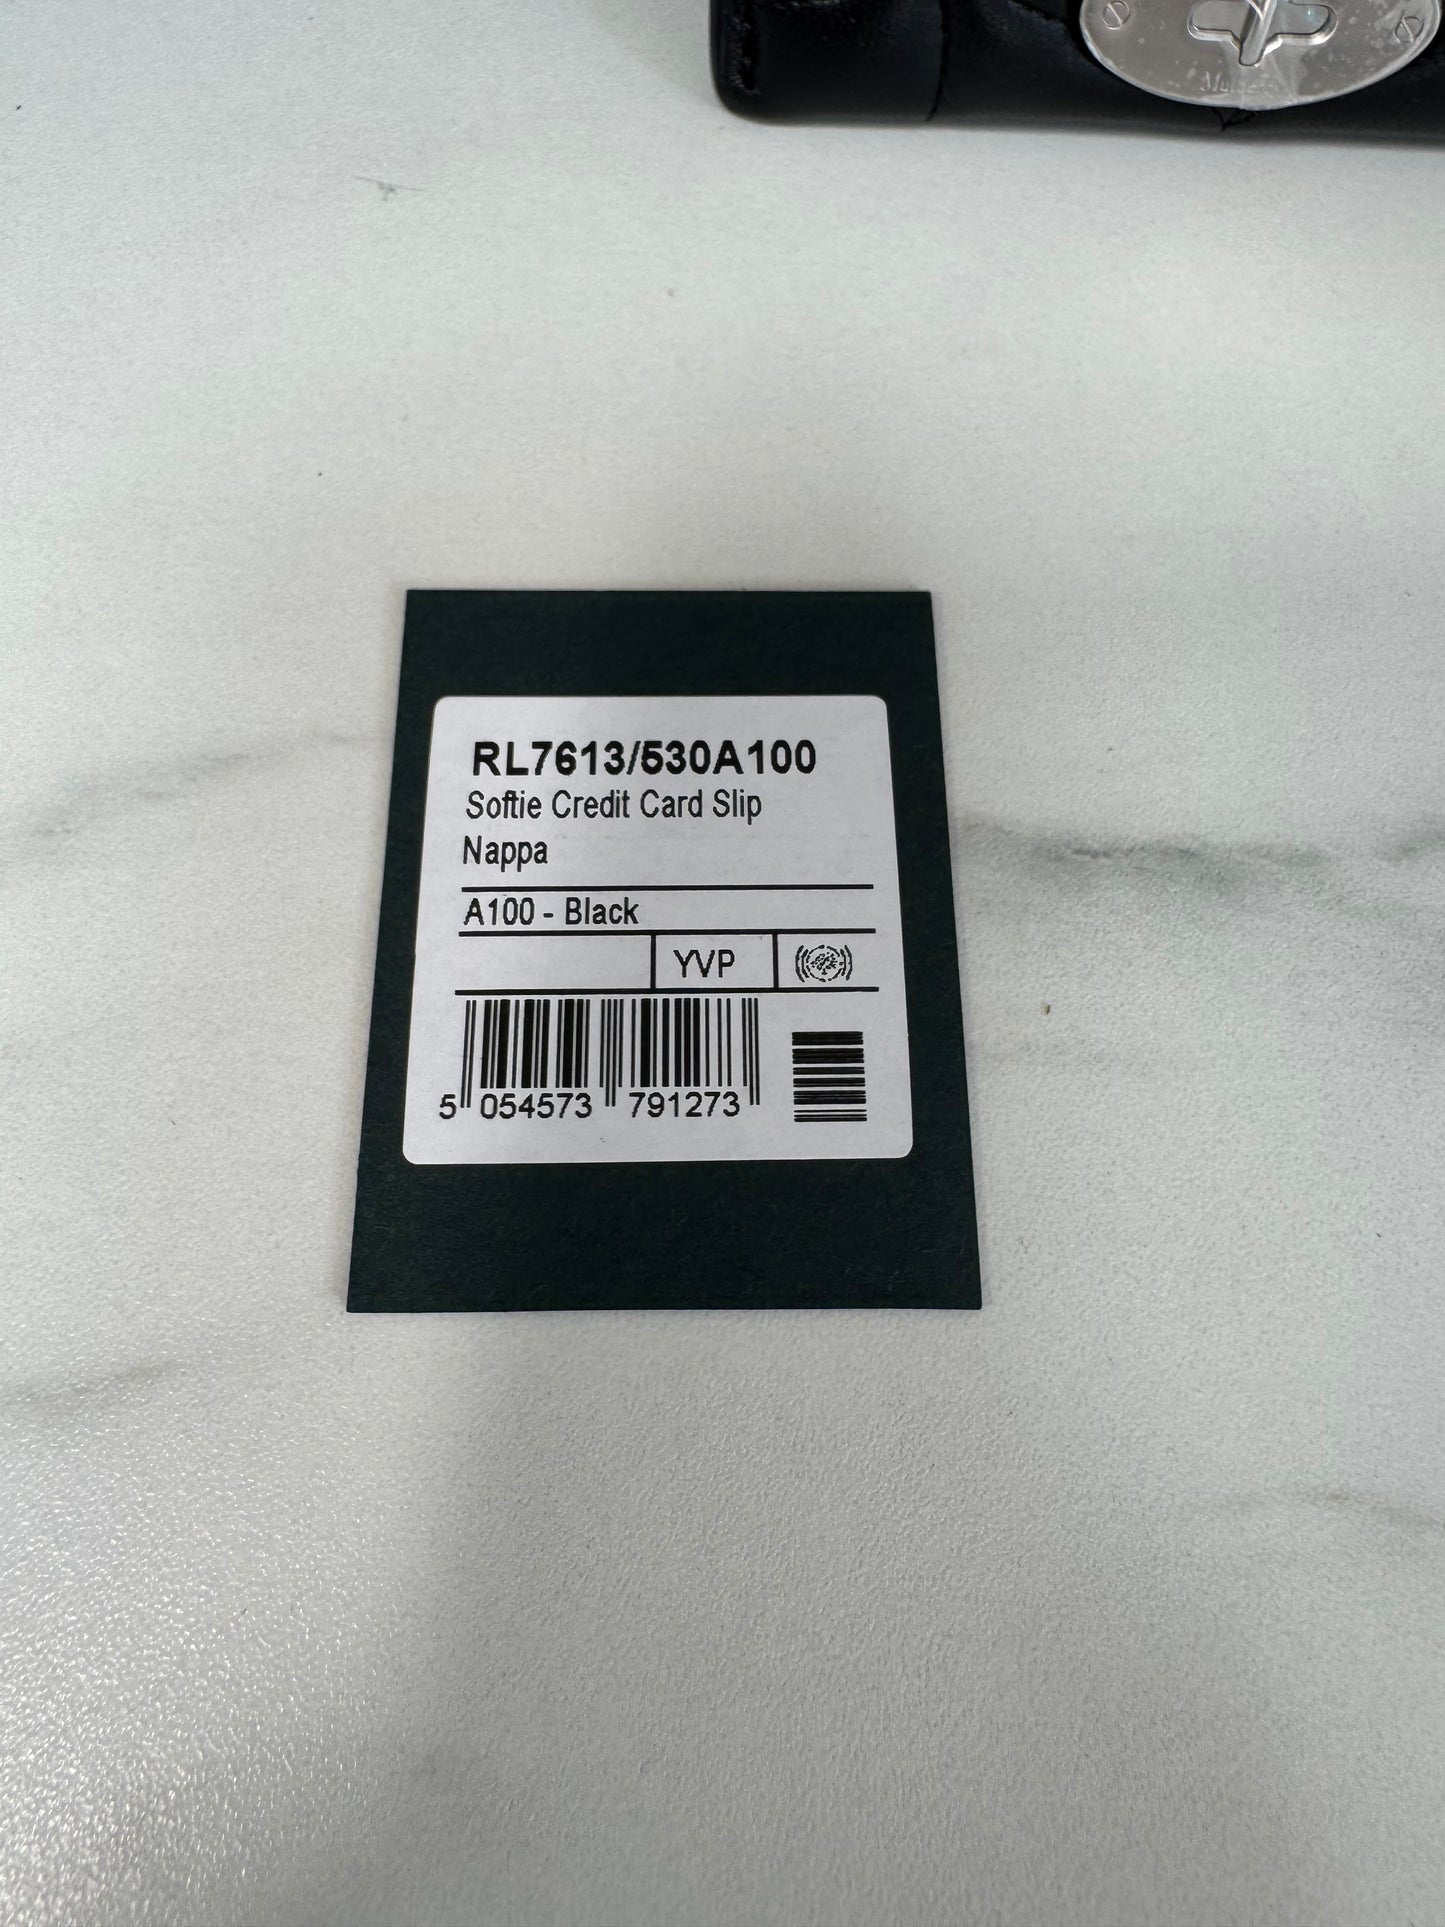 RL7613/530A100
Softie Credit Card Slip
Nappa
A100 - Black
YVP
5 054573 791273